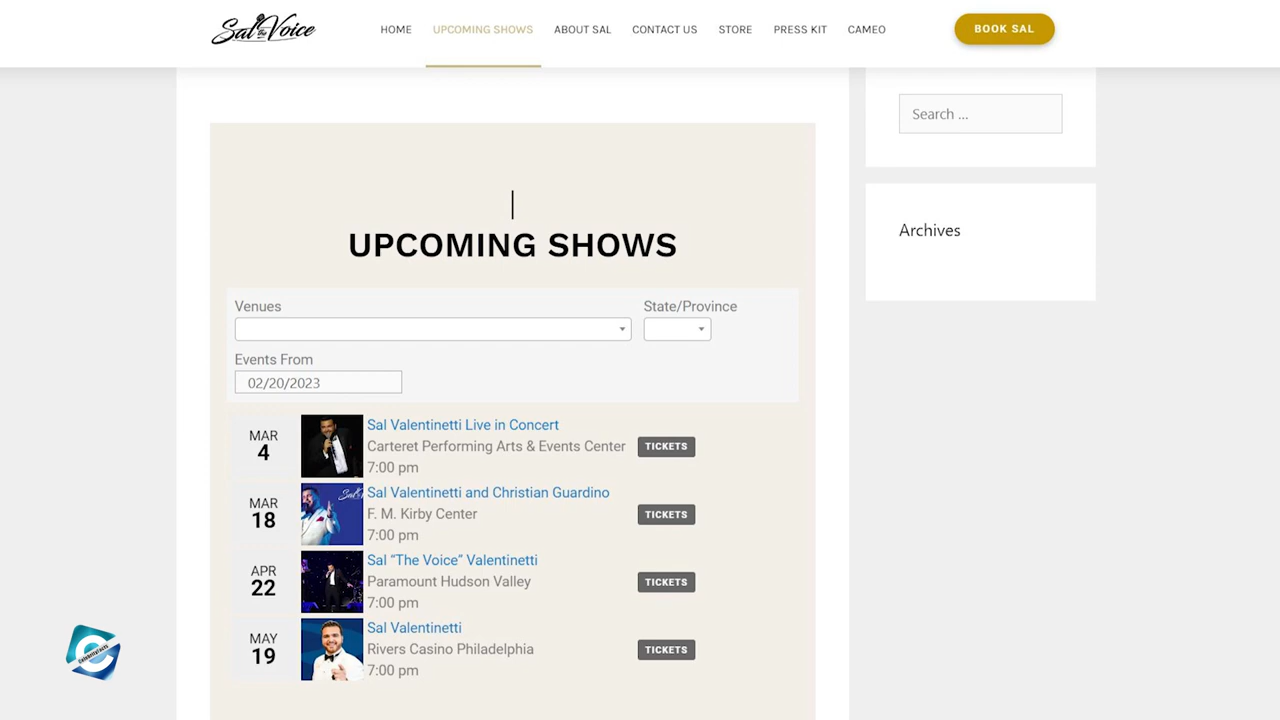 Sal the Voice
HOME UPCOMING SHOWS ABOUT SAL CONTACT US STORE PRESS KIT CAMEO BOOK SAL
Search ...
Archives
UPCOMING SHOWS
Venues State/Province
Events From
02/20/2023
MAR
4
Sal Valentinetti Live in Concert
Carteret Performing Arts & Events Center
7:00 pm
TICKETS
MAR
18
Sal Valentinetti and Christian Guardino
F. M. Kirby Center
7:00 pm
TICKETS
APR
22
Sal “The Voice” Valentinetti
Paramount Hudson Valley
7:00 pm
TICKETS
MAY
19
Sal Valentinetti
Rivers Casino Philadelphia
7:00 pm
TICKETS